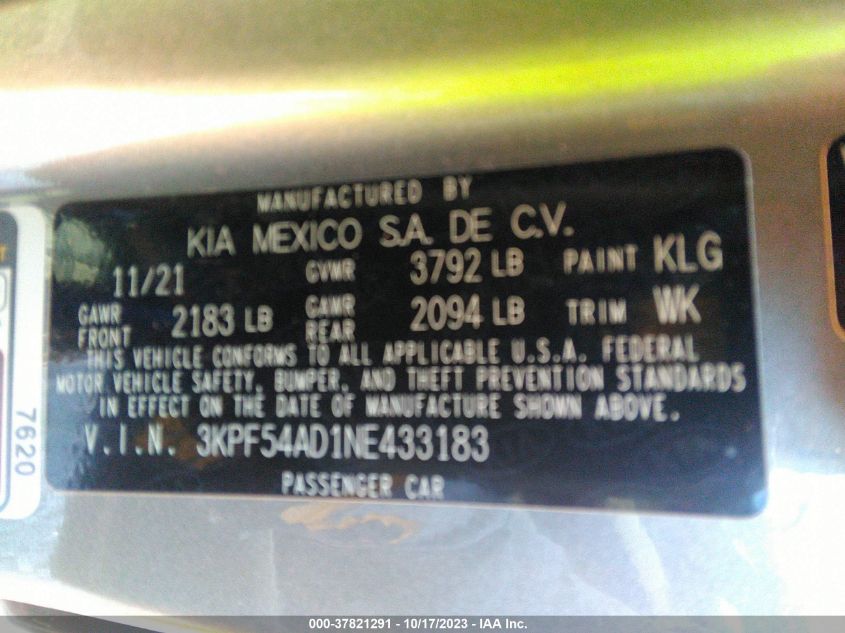 MANUFACTURED BY
KIA MEXICO S.A. DE C.V.
11/21 GVWR 3792 LB PAINT KLG
GAWR FRONT 2183 LB GAWR REAR 2094 LB TRIM WK
THIS VEHICLE CONFORMS TO ALL APPLICABLE U.S.A. FEDERAL
MOTOR VEHICLE SAFETY, BUMPER, AND THEFT PREVENTION STANDARDS
IN EFFECT ON THE DATE OF MANUFACTURE SHOWN ABOVE.
V.I.N. 3KPF54AD1NE433183
PASSENGER CAR
7620
000-37821291 - 10/17/2023 - IAA Inc.